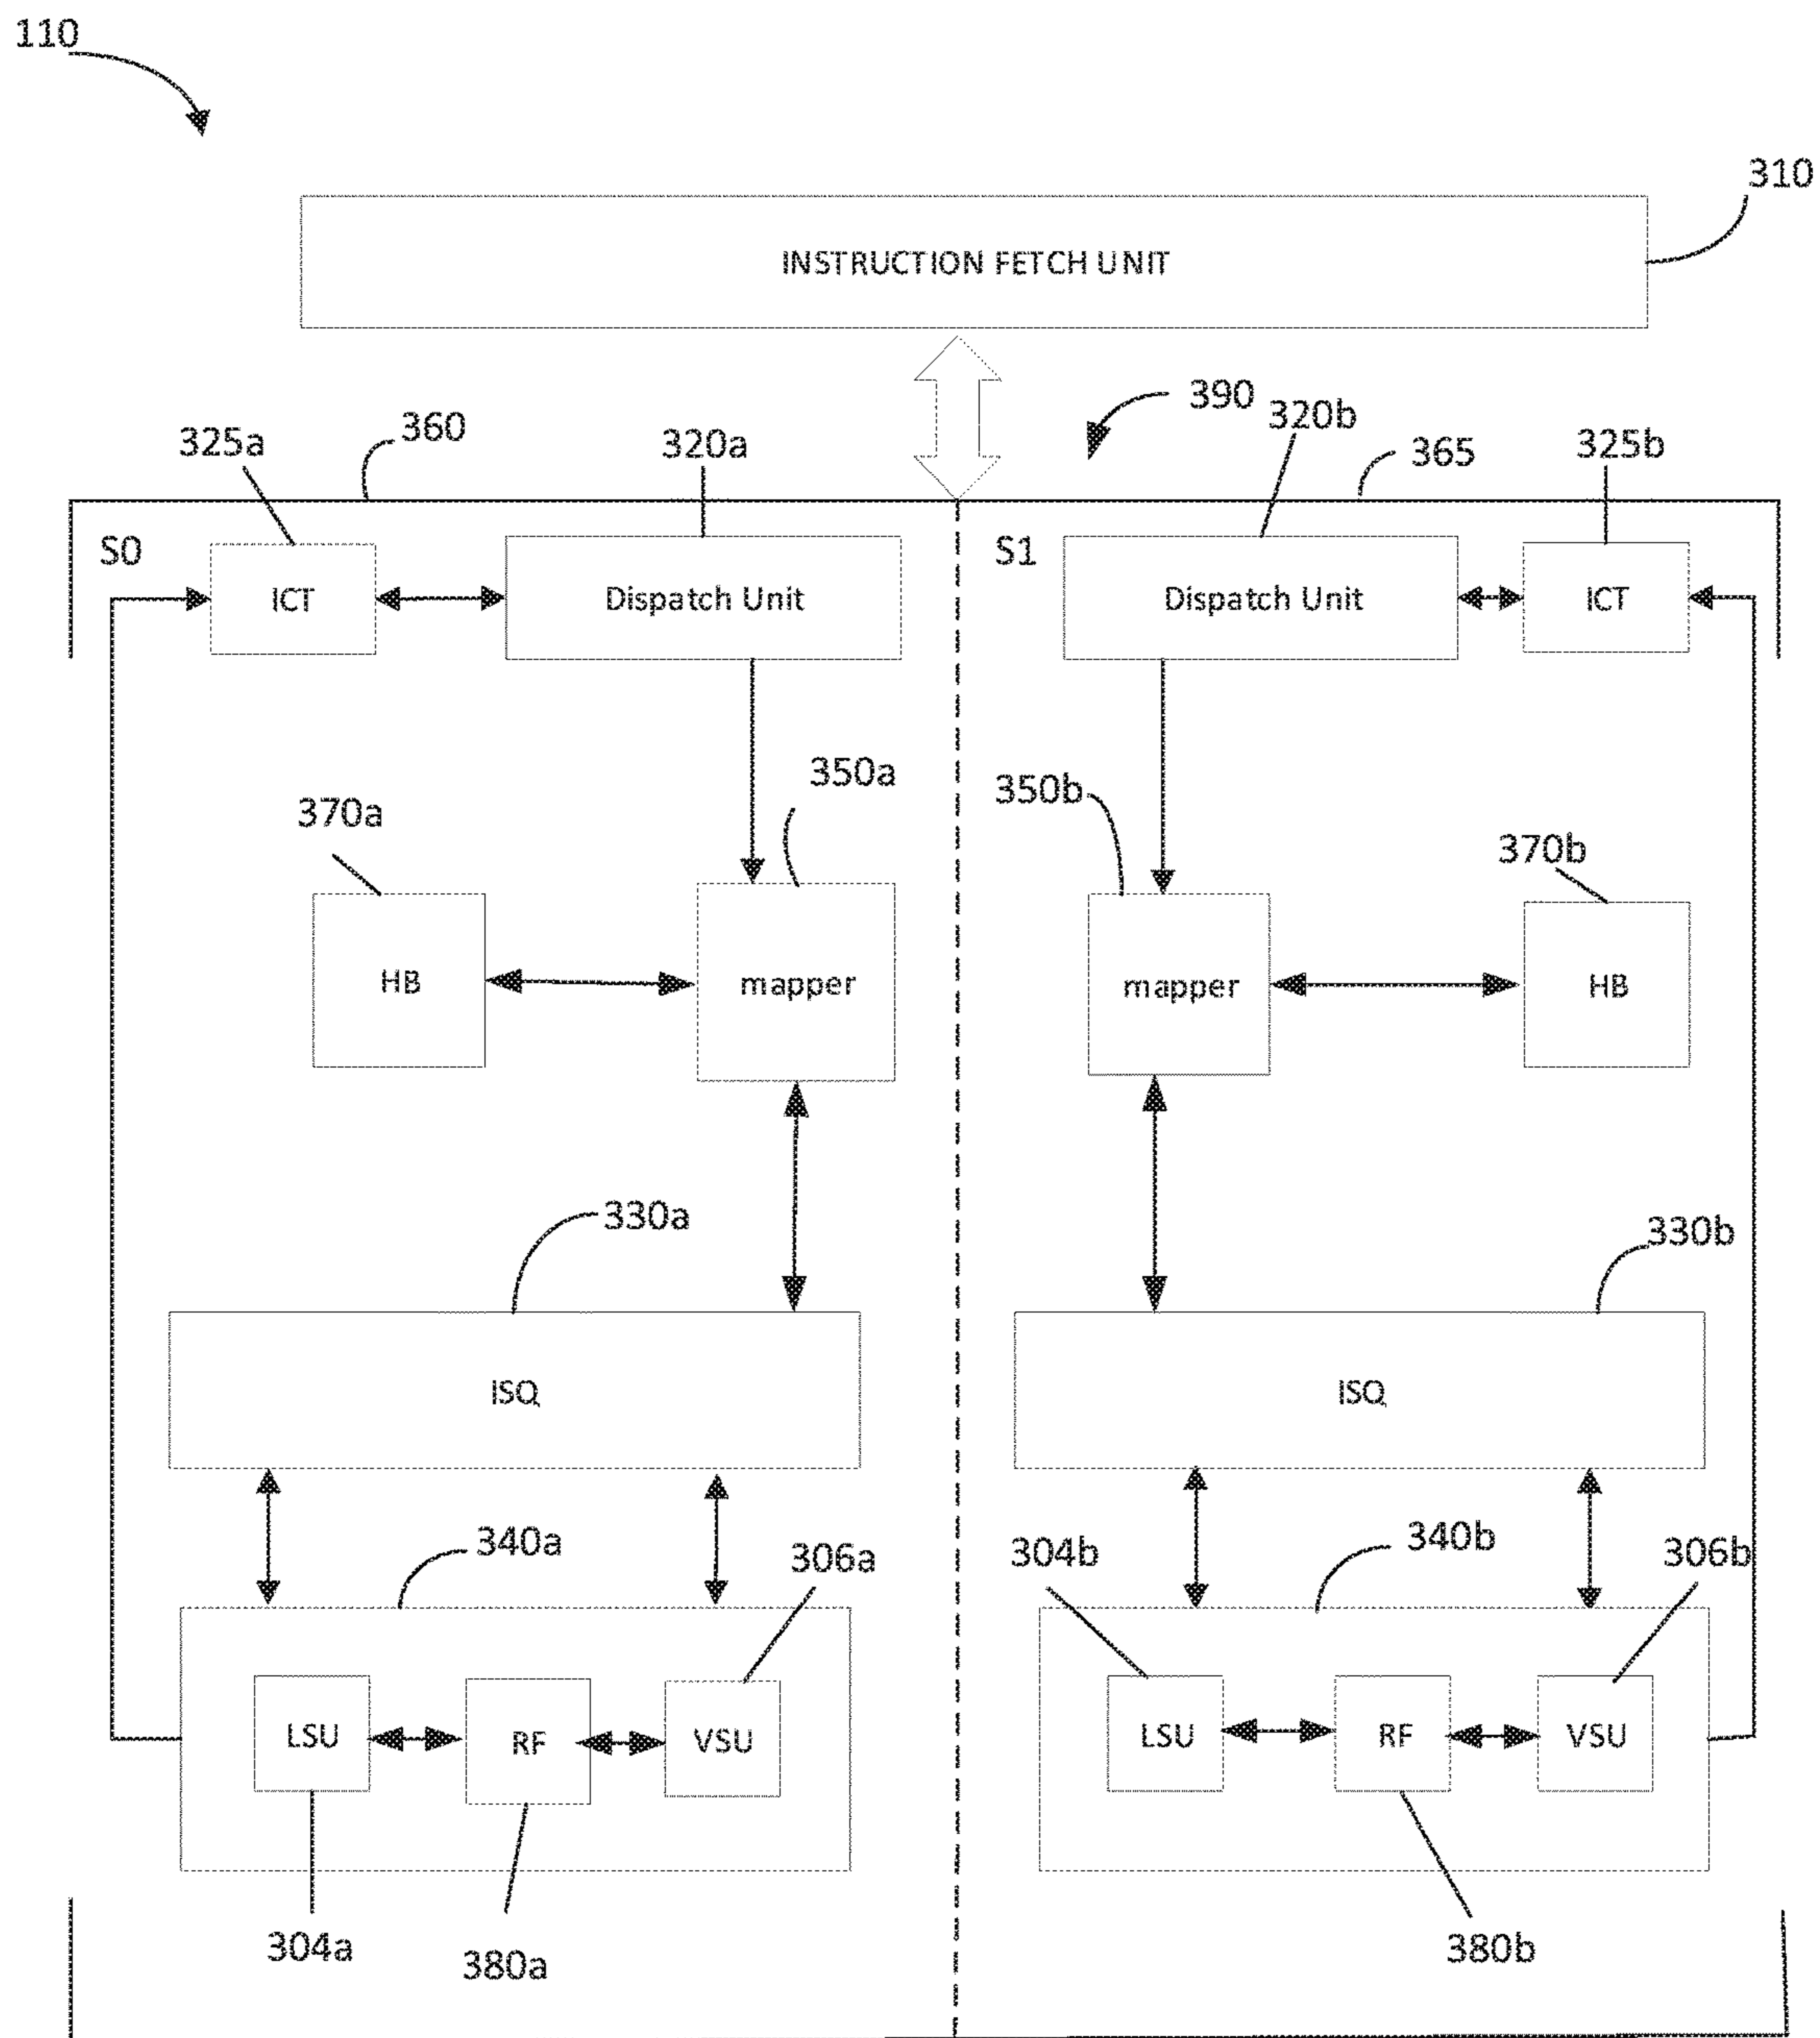 110
310
INSTRUCTION FETCH UNIT
390
320b
360
325a
320a
365
325b
S0
S1
ICT
Dispatch Unit
Dispatch Unit
ICT
350a
350b
370a
370b
HB
mapper
mapper
HB
330a
330b
ISQ
ISQ
340a
306a
304b
340b
306b
LSU
RF
VSU
LSU
RF
VSU
304a
380a
380b